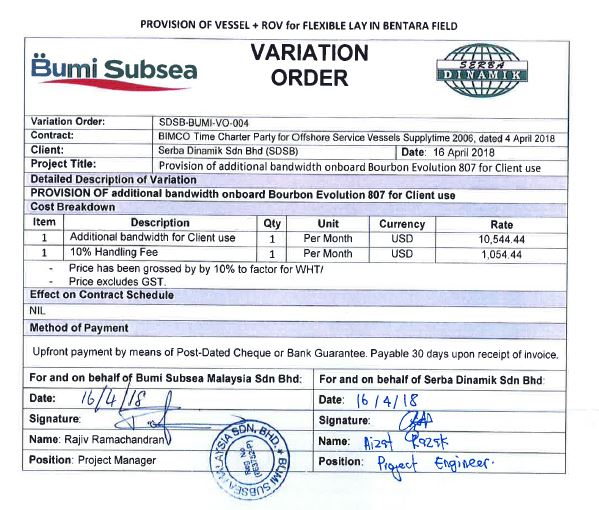 PROVISION OF VESSEL + ROV for FLEXIBLE LAY IN BENTARA FIELD
Bumi Subsea
VARIATION
ORDER
SERBA
DINAMIK
Variation Order: SDSB-BUMI-VO-004
Contract: BIMCO Time Charter Party for Offshore Service Vessels Supplytime 2006, dated 4 April 2018
Client: Serba Dinamik Sdn Bhd (SDSB) Date: 16 April 2018
Project Title: Provision of additional bandwidth onboard Bourbon Evolution 807 for Client use
Detailed Description of Variation
PROVISION OF additional bandwidth onboard Bourbon Evolution 807 for Client use
Cost Breakdown
Item Description Qty Unit Currency Rate
1 Additional bandwidth for Client use 1 Per Month USD 10,544.44
1 10% Handling Fee 1 Per Month USD 1,054.44
- Price has been grossed by by 10% to factor for WHT/
- Price excludes GST.
Effect on Contract Schedule
NIL
Method of Payment
Upfront payment by means of Post-Dated Cheque or Bank Guarantee. Payable 30 days upon receipt of invoice.
For and on behalf of Bumi Subsea Malaysia Sdn Bhd: For and on behalf of Serba Dinamik Sdn Bhd:
Date: 16/4/18 Date: 16/4/18
Signature: Signature:
Name: Rajiv Ramachandran Name: Aizat
Position: Project Manager Position: Project Engineer.
BUMI SUBSEA MALAYSIA SDN. BHD.